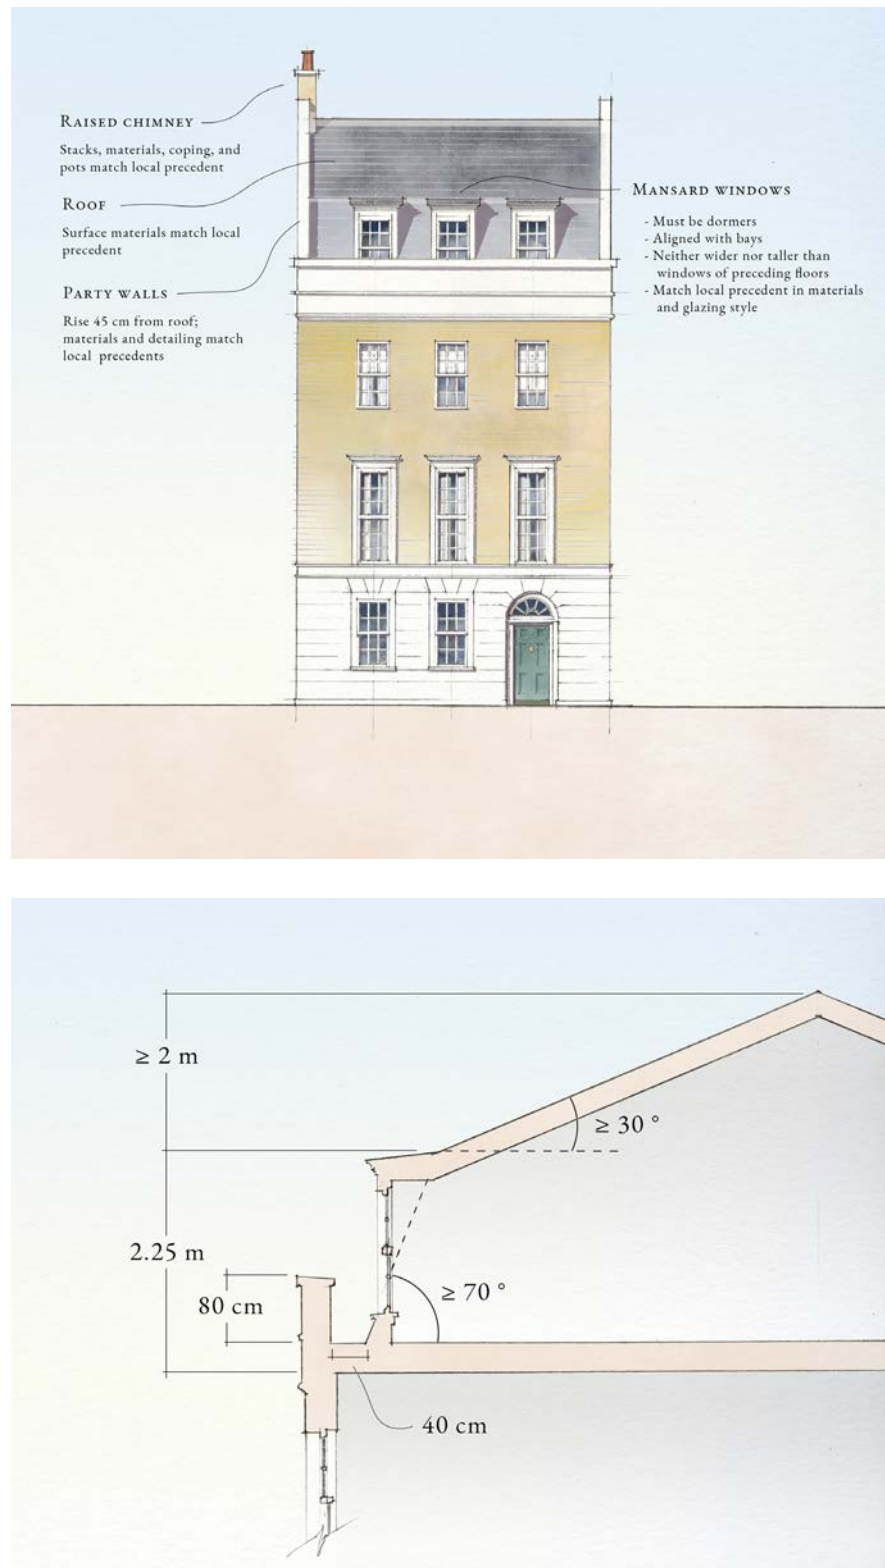 RAISED CHIMNEY
Stacks, materials, coping, and
pots match local precedent
ROOF
Surface materials match local
precedent
PARTY WALLS
Rise 45 cm from roof;
materials and detailing match
local precedents
MANSARD WINDOWS
- Must be dormers
- Aligned with bays
- Neither wider nor taller than
windows of preceding floors
- Match local precedent in materials
and glazing style
≥ 2 m
≥ 30 °
2.25 m
80 cm
≥ 70 °
40 cm